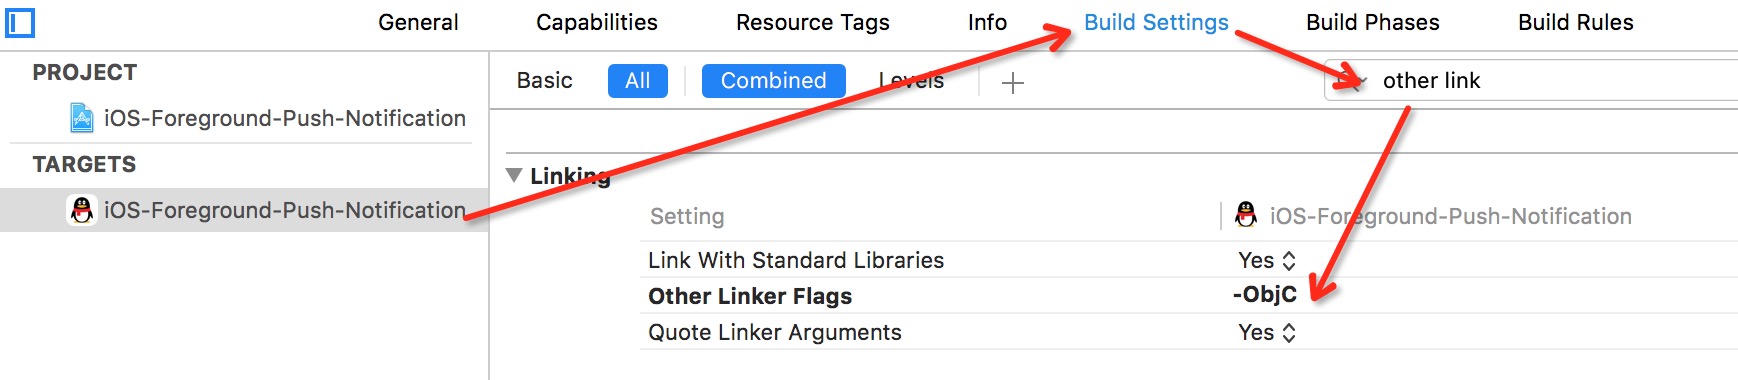 General Capabilities Resource Tags Info Build Settings Build Phases Build Rules
PROJECT
iOS-Foreground-Push-Notification
TARGETS
iOS-Foreground-Push-Notification
Basic All Combined Levels + other link
Linking
Setting iOS-Foreground-Push-Notification
Link With Standard Libraries Yes
Other Linker Flags -ObjC
Quote Linker Arguments Yes